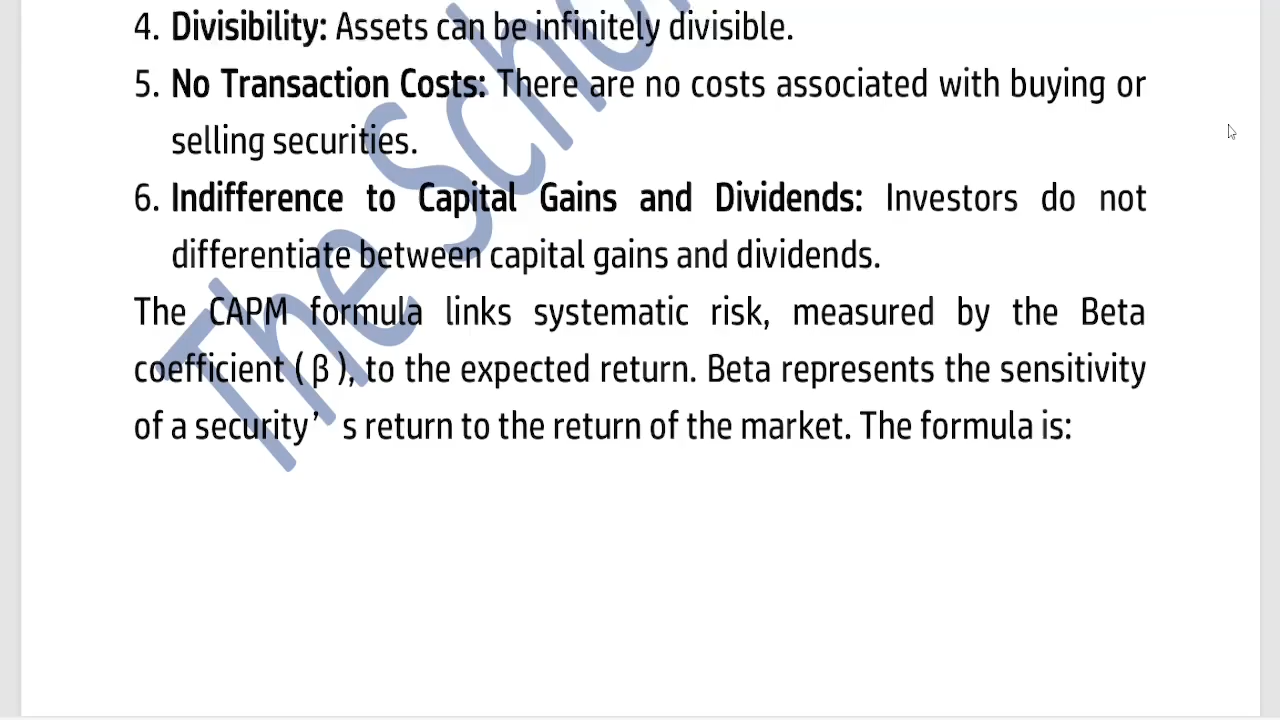 4. Divisibility: Assets can be infinitely divisible.
5. No Transaction Costs: There are no costs associated with buying or
selling securities.
6. Indifference to Capital Gains and Dividends: Investors do not
differentiate between capital gains and dividends.
The CAPM formula links systematic risk, measured by the Beta
coefficient (β), to the expected return. Beta represents the sensitivity
of a security’ s return to the return of the market. The formula is:
The